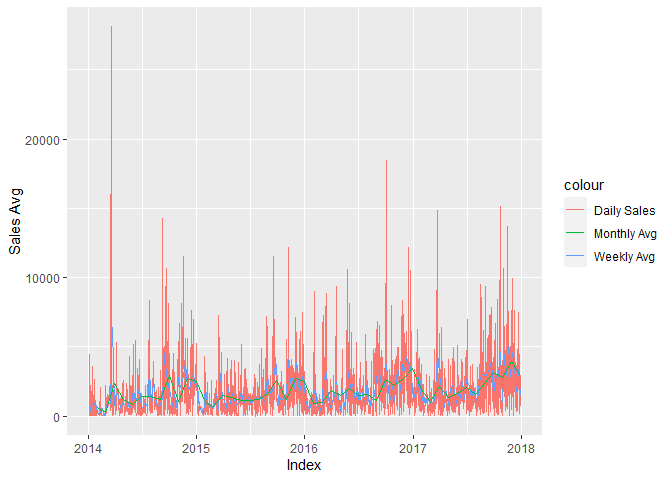 Sales Avg
20000
10000
0
2014
2015
2016
2017
2018
Index
colour
Daily Sales
Monthly Avg
Weekly Avg